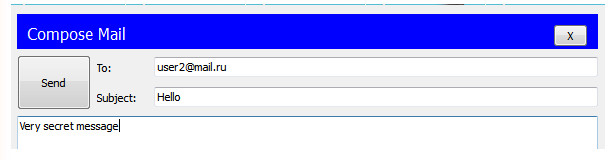 Compose Mail
X
Send
To:
user2@mail.ru
Subject:
Hello
Very secret message